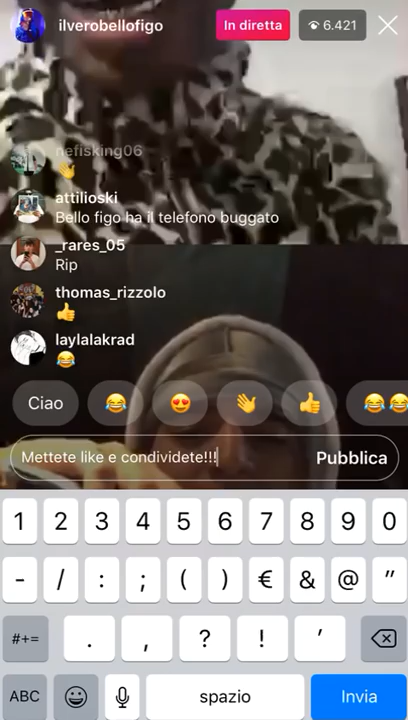 ilverobellofigo
In diretta
6.421
nefisking06
👋
attilioski
Bello figo ha il telefono buggato
_rares_05
Rip
thomas_rizzolo
👍
laylalakrad
😂
Ciao 😂 😍 👋 👍 😂😂
Mettete like e condividete!!! Pubblica
1 2 3 4 5 6 7 8 9 0
- / : ; ( ) € & @ "
#+= . , ? ! ’
ABC spazio Invia